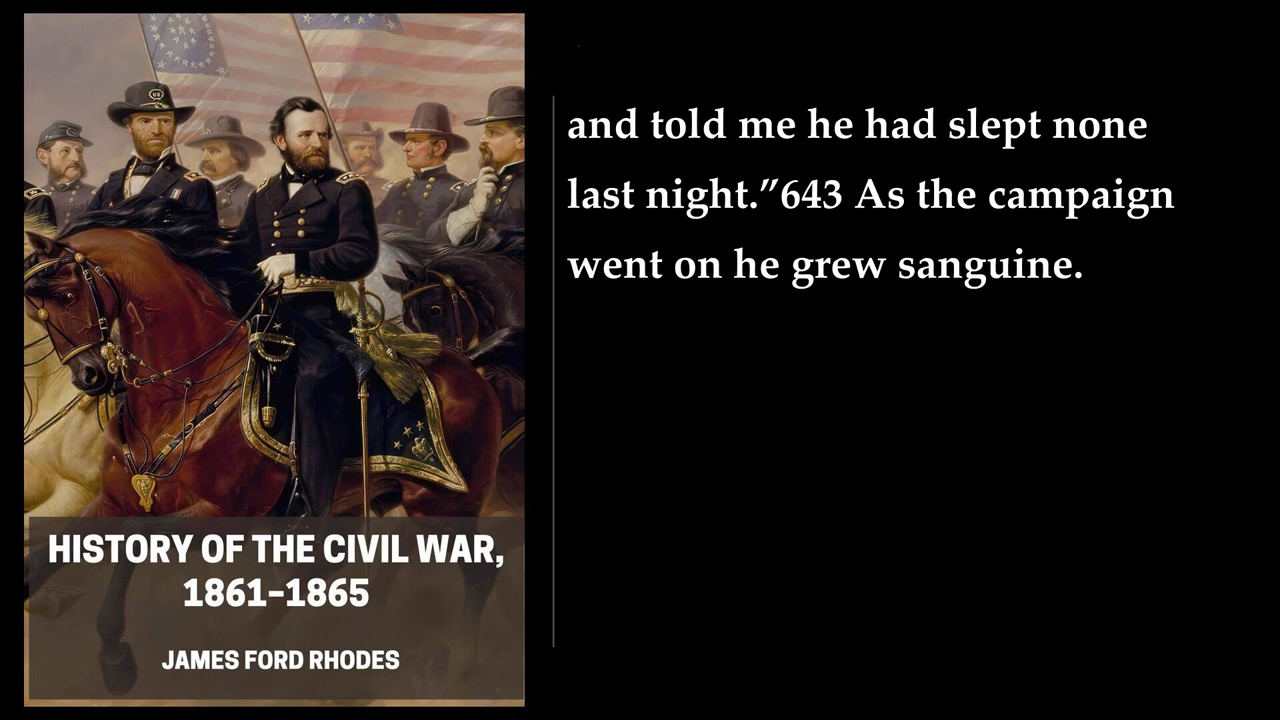 and told me he had slept none
last night.”643 As the campaign
went on he grew sanguine.
HISTORY OF THE CIVIL WAR,
1861–1865
JAMES FORD RHODES